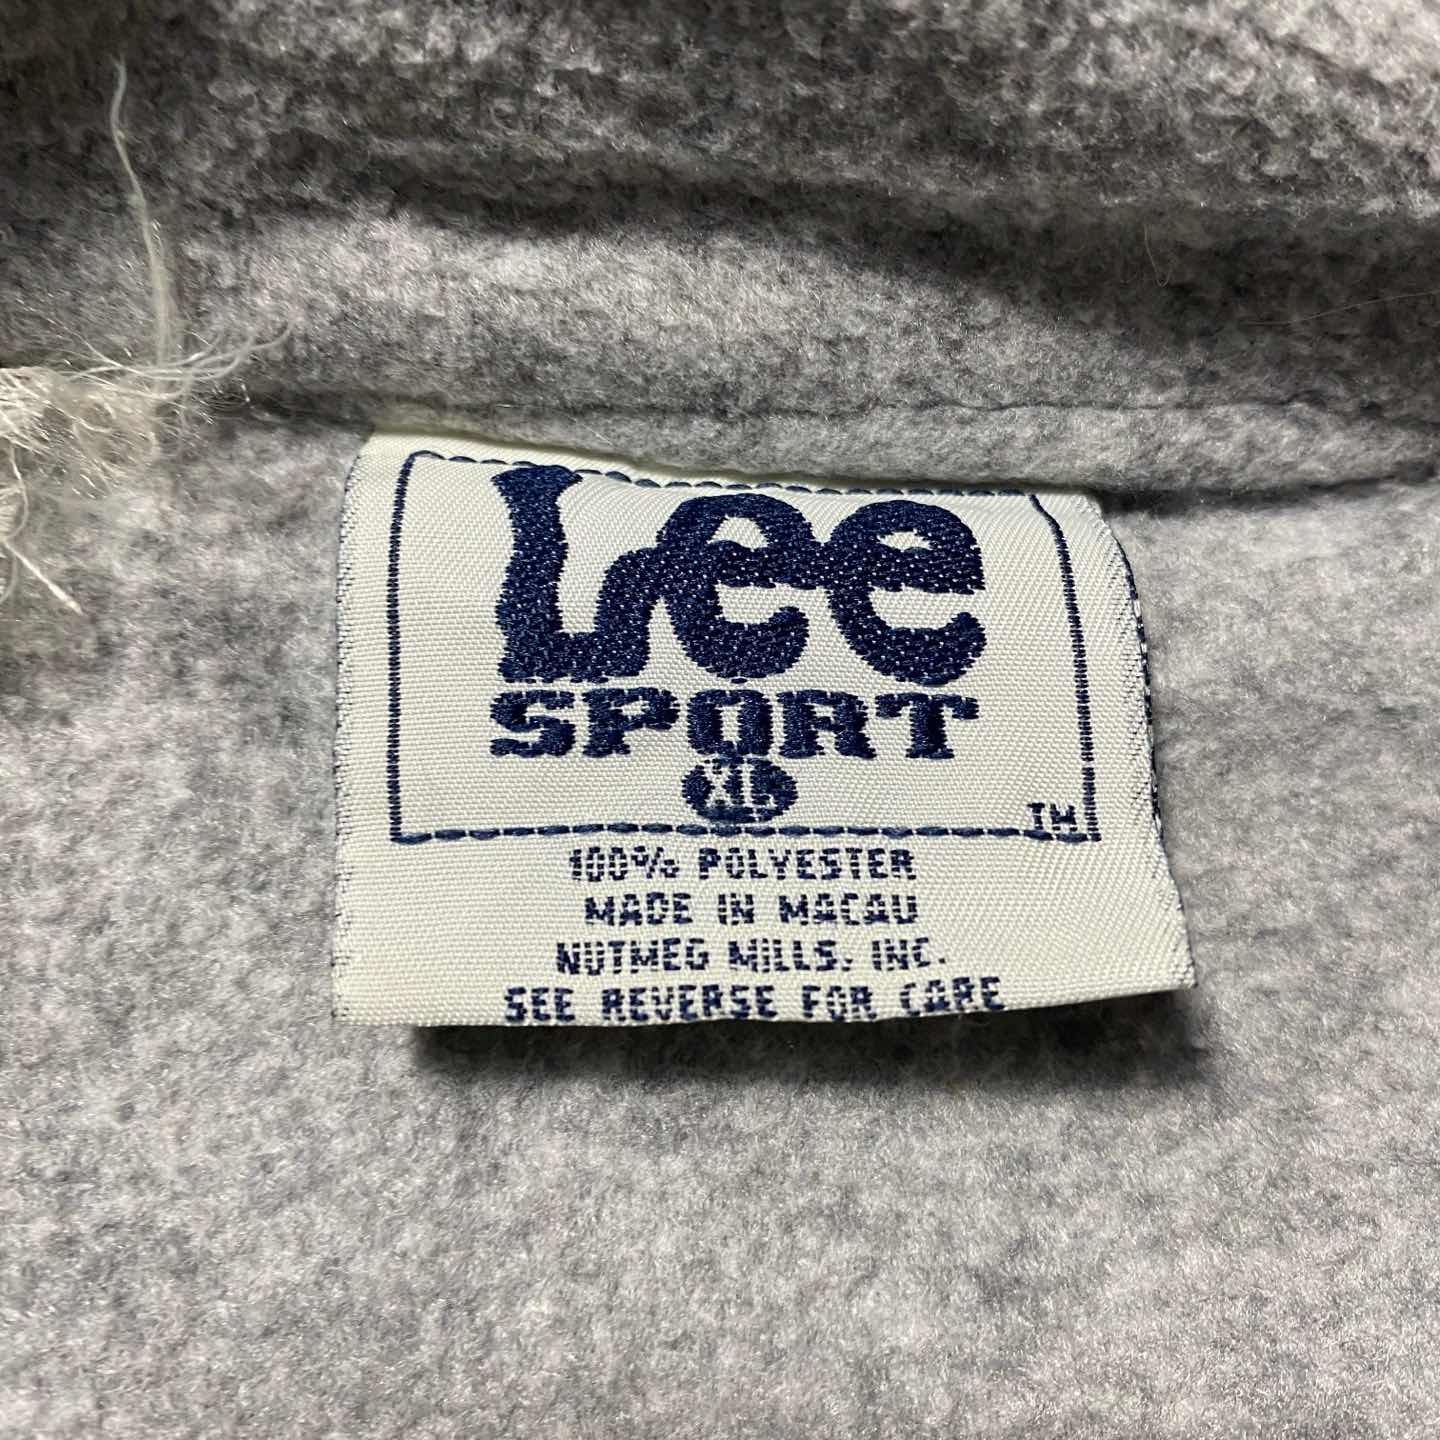 Lee
SPORT
XL
TM
100% POLYESTER
MADE IN MACAU
NUTMEG MILLS, INC.
SEE REVERSE FOR CARE